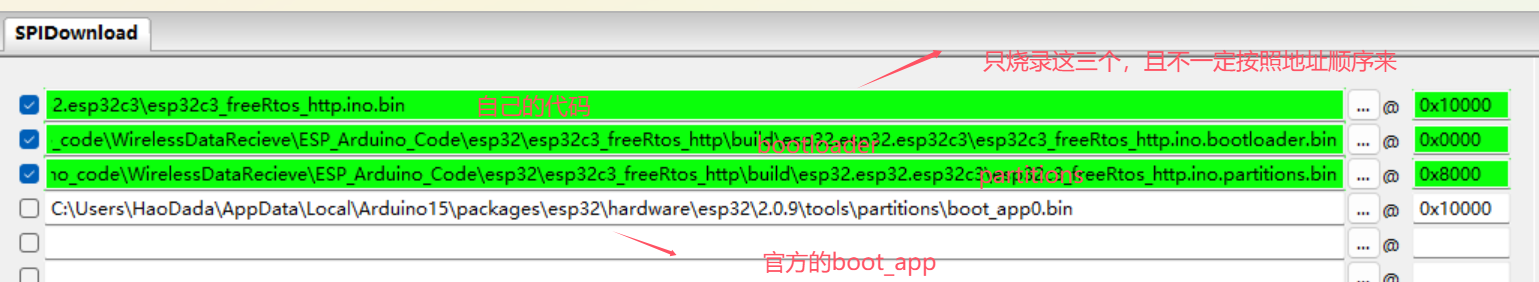 SPIDownload
只烧录这三个，且不一定按照地址顺序来
2.esp32c3\esp32c3_freeRtos_http.ino.bin 自己的代码 ... @ 0x10000
_code\WirelessDataRecieve\ESP_Arduino_Code\esp32\esp32c3_freeRtos_http\build\esp32.esp32.esp32c3\esp32c3_freeRtos_http.ino.bootloader.bin ... @ 0x0000
bootloader
no_code\WirelessDataRecieve\ESP_Arduino_Code\esp32\esp32c3_freeRtos_http\build\esp32.esp32.esp32c3\esp32c3_freeRtos_http.ino.partitions.bin ... @ 0x8000
partitions
C:\Users\HaoDada\AppData\Local\Arduino15\packages\esp32\hardware\esp32\2.0.9\tools\partitions\boot_app0.bin ... @ 0x10000
... @
官方的boot_app
... @